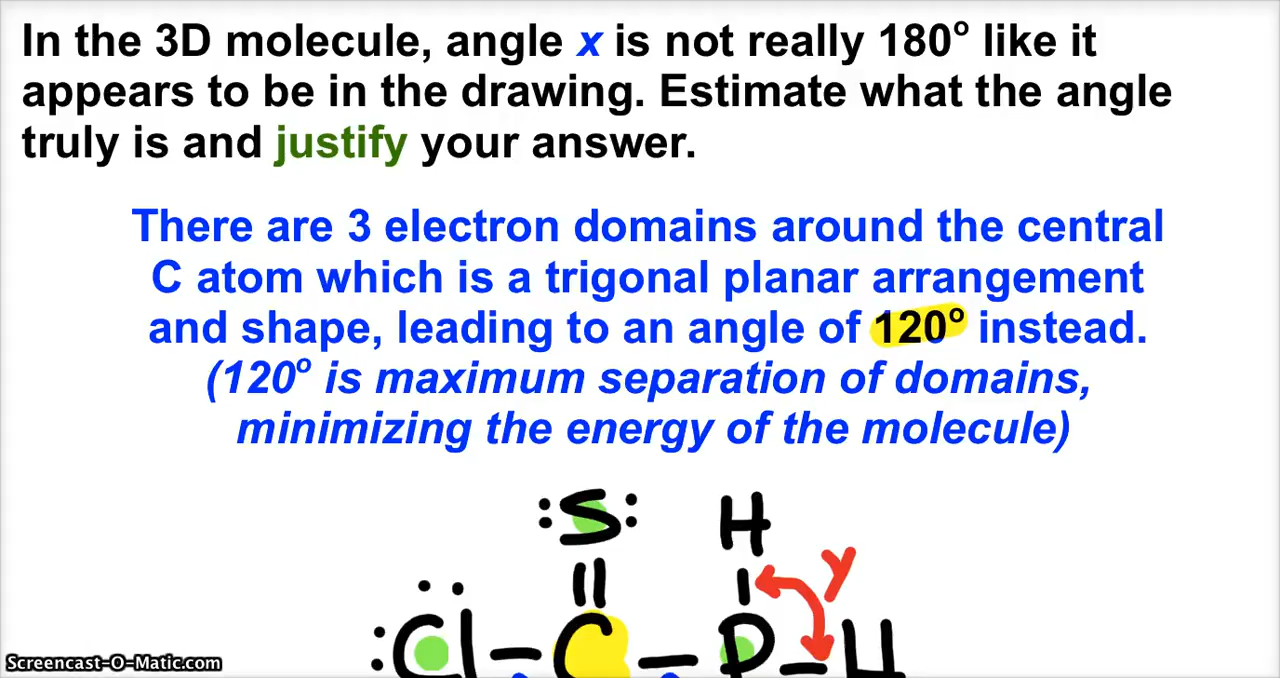 In the 3D molecule, angle x is not really 180° like it
appears to be in the drawing. Estimate what the angle
truly is and justify your answer.
There are 3 electron domains around the central
C atom which is a trigonal planar arrangement
and shape, leading to an angle of 120° instead.
(120° is maximum separation of domains,
minimizing the energy of the molecule)
:S: H
y
:Cl – C – P – H
Screencast-O-Matic.com